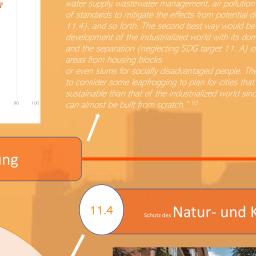 water supply, wastewater management, air pollution
of standards to mitigate the effects from potential d
11.4), and so forth. The second best way would be
development of the industrialized world with its dom
and the separation (neglecting SDG target 11. A) o
areas from housing blocks
or even slums for socially disadvantaged people. The
to consider some leapfrogging to plan for cities that
sustainable than that of the industrialized world sinc
can almost be built from scratch." 10
80 100
ung
11.4
Schutz des Natur- und K